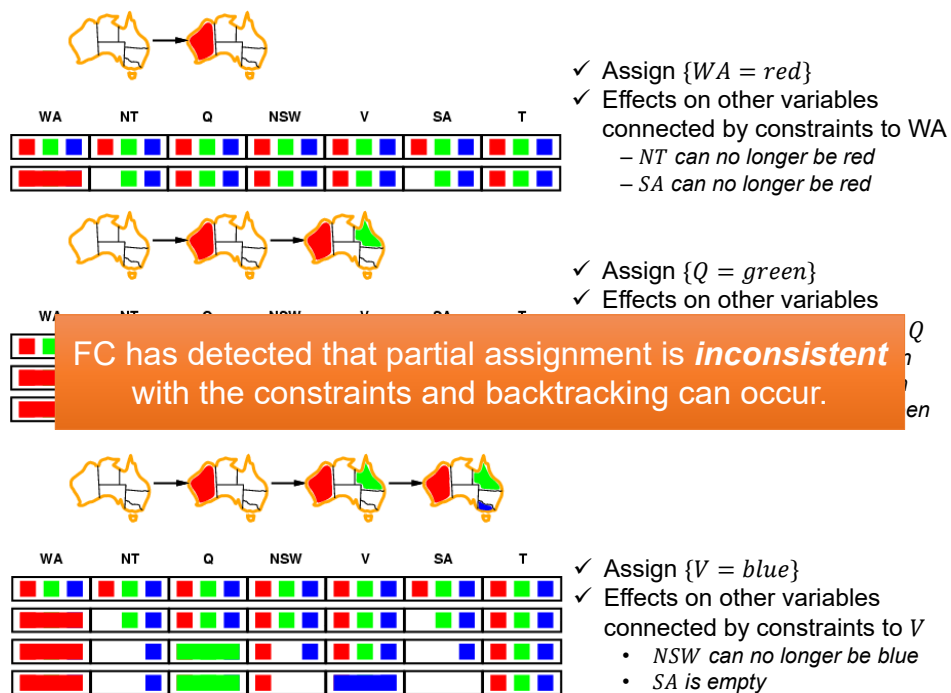 ✓ Assign {WA = red}
✓ Effects on other variables
connected by constraints to WA
– NT can no longer be red
– SA can no longer be red
WA NT Q NSW V SA T
✓ Assign {Q = green}
✓ Effects on other variables
Q
en
FC has detected that partial assignment is inconsistent
with the constraints and backtracking can occur.
WA NT Q NSW V SA T
✓ Assign {V = blue}
✓ Effects on other variables
connected by constraints to V
• NSW can no longer be blue
• SA is empty